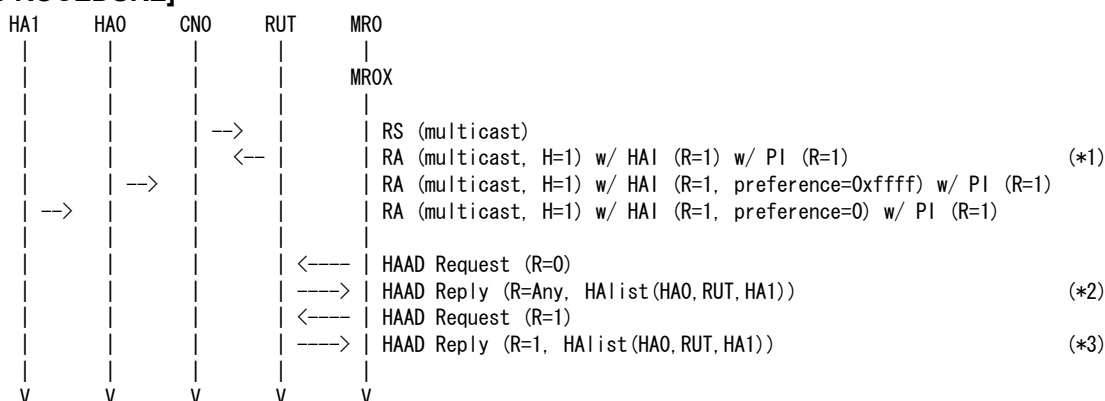 HA1 HA0 CN0 RUT MR0
| | | | |
| | | | MR0X
| | | | |
| | | --> | | RS (multicast)
| | | <-- | | RA (multicast, H=1) w/ HAI (R=1) w/ PI (R=1) (*1)
| | --> | | | RA (multicast, H=1) w/ HAI (R=1, preference=0xffff) w/ PI (R=1)
| --> | | | | RA (multicast, H=1) w/ HAI (R=1, preference=0) w/ PI (R=1)
| | | | |
| | | | <---- | HAAD Request (R=0)
| | | | ----> | HAAD Reply (R=Any, HAlist(HA0,RUT,HA1)) (*2)
| | | | <---- | HAAD Request (R=1)
| | | | ----> | HAAD Reply (R=1, HAlist(HA0,RUT,HA1)) (*3)
| | | | |
V V V V V